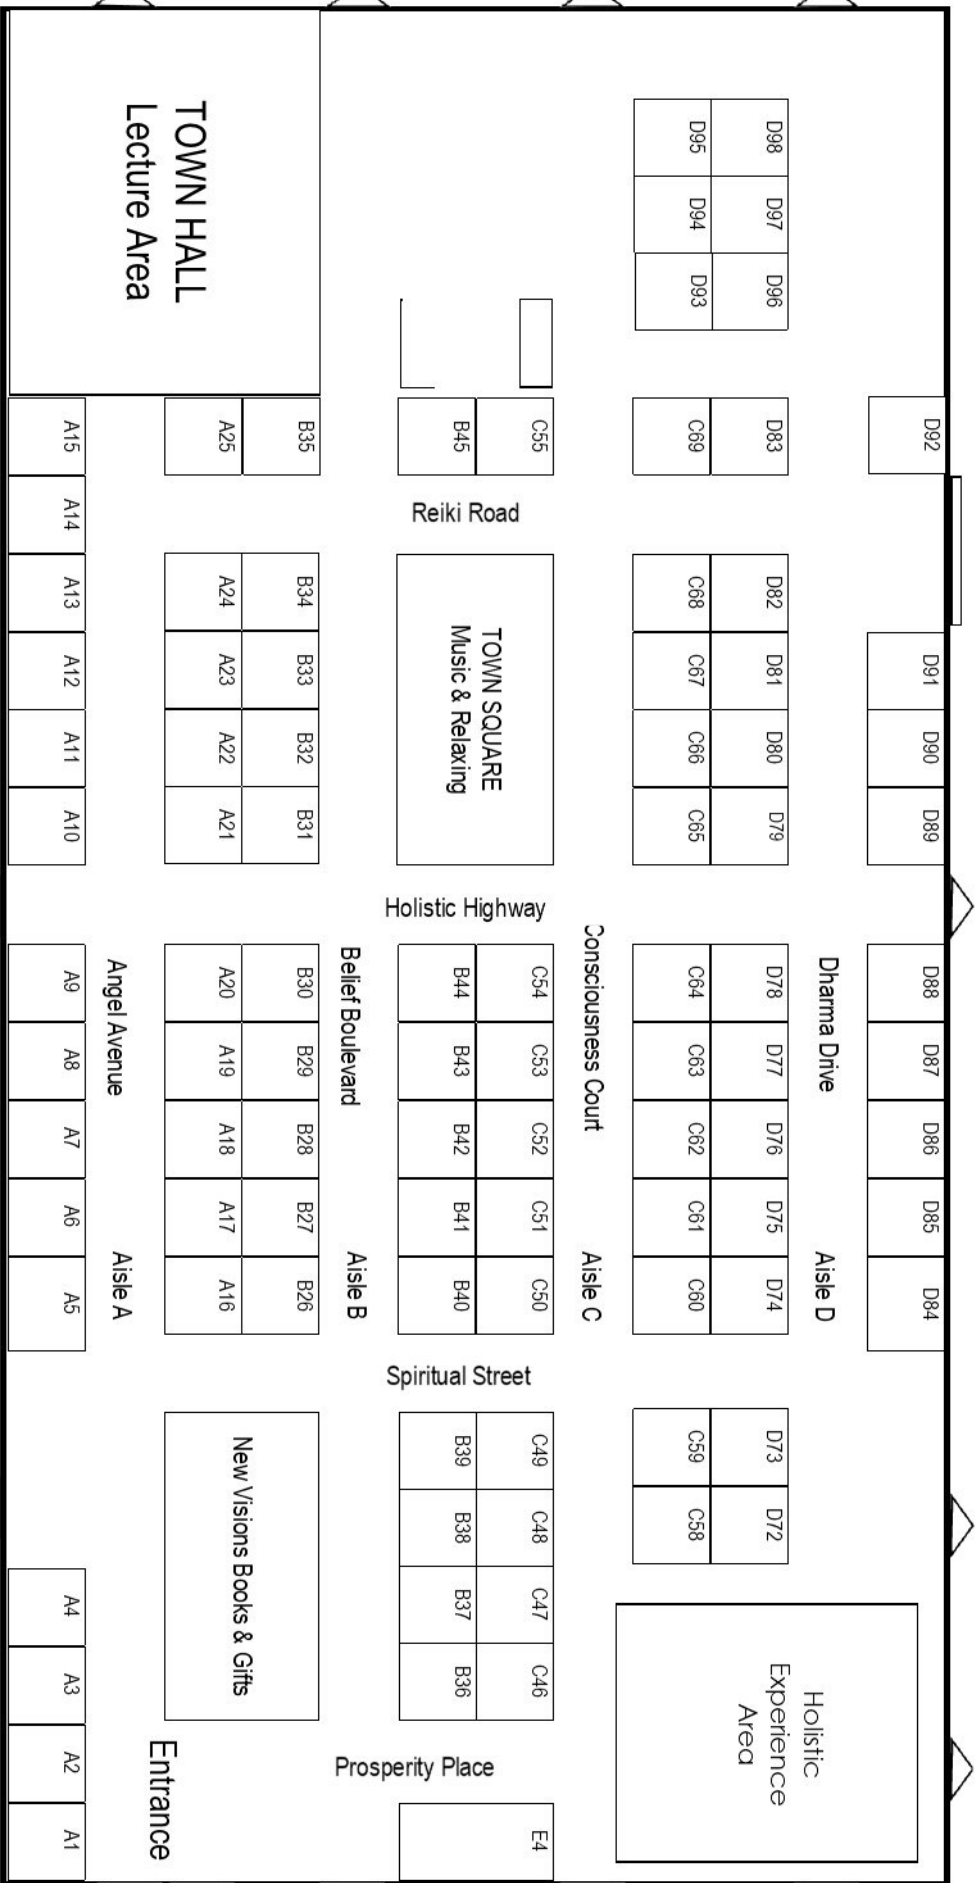 TOWN HALL
Lecture Area
D98
D95
D97
D94
D96
D93
A15
A25
B35
B45
C55
C69
D83
D92
Reiki Road
A14
A13
A24
B34
C68
D82
TOWN SQUARE
Music & Relaxing
A12
A23
B33
C67
D81
D91
A11
A22
B32
C66
D80
D90
A10
A21
B31
C65
D79
D89
Holistic Highway
Angel Avenue
Belief Boulevard
Consciousness Court
Dharma Drive
A9
A20
B30
B44
C54
C64
D78
D88
A8
A19
B29
B43
C53
C63
D77
D87
A7
A18
B28
B42
C52
C62
D76
D86
A6
A17
B27
B41
C51
C61
D75
D85
Aisle A
Aisle B
Aisle C
Aisle D
A5
A16
B26
B40
C50
C60
D74
D84
Spiritual Street
New Visions Books & Gifts
B39
C49
C59
D73
B38
C48
C58
D72
A4
B37
C47
A3
B36
C46
Holistic
Experience
Area
A2
Prosperity Place
Entrance
A1
E4